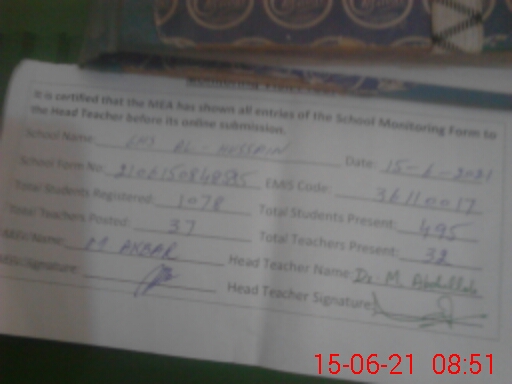 It is certified that the MEA has shown all entries of the School Monitoring Form to
the Head Teacher before its online submission.
School Name: AL-HUSSAIN
Date: 15-6-2021
School Form No: EMIS Code: 36110017
Total Students Registered: 1078 Total Students Present: 495
Total Teachers Posted: 37 Total Teachers Present: 32
MEA Name: M AKBAR Head Teacher Name: Dr M. Abdullah
MEA Signature: Head Teacher Signature:
15-06-21 08:51